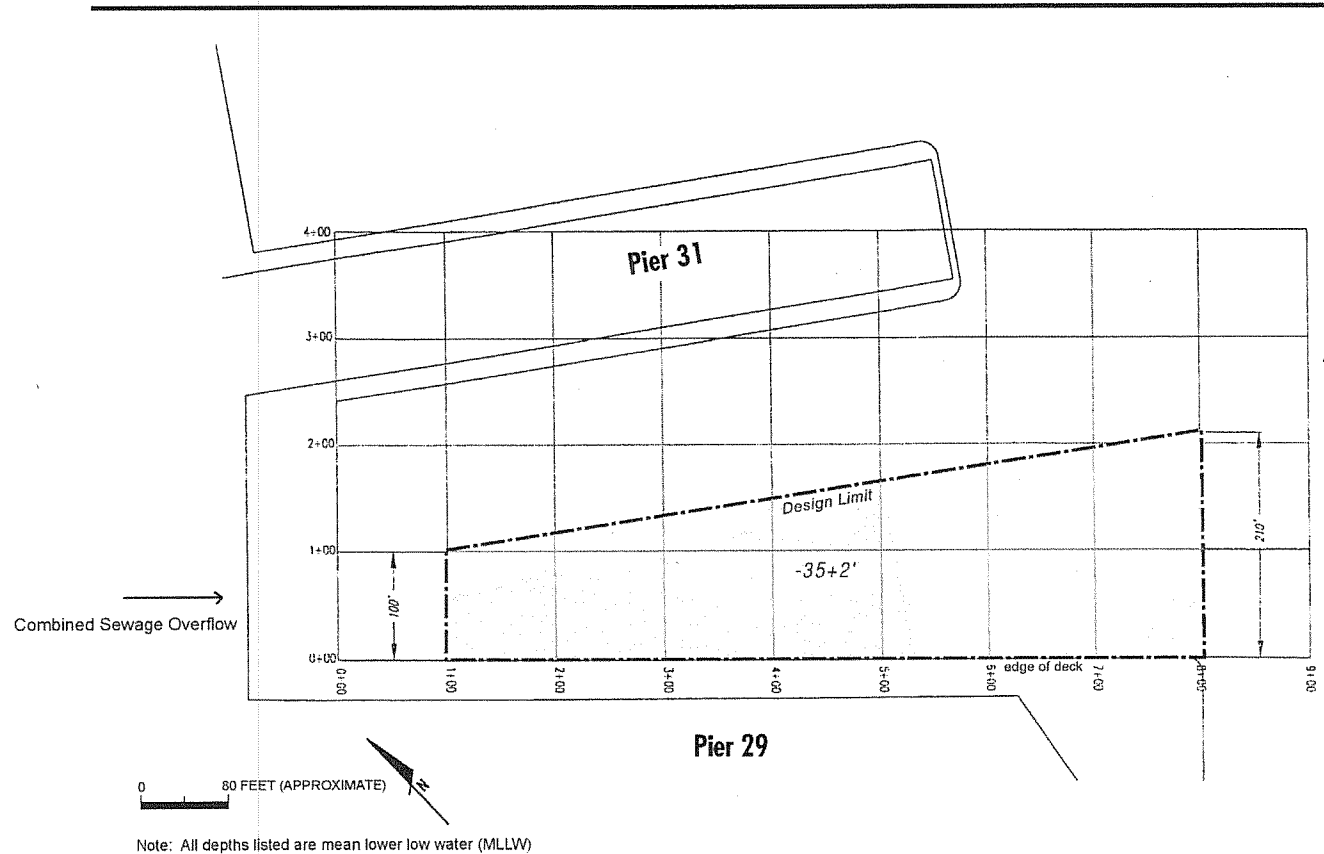 4+00
Pier 31
3+00
2+00
Design Limit
1+00
-35+2'
100'
210'
Combined Sewage Overflow
0+00
edge of deck
0+00
1+00
2+00
3+00
4+00
5+00
6+00
7+00
8+00
9+00
Pier 29
0 80 FEET (APPROXIMATE)
N
Note: All depths listed are mean lower low water (MLLW)